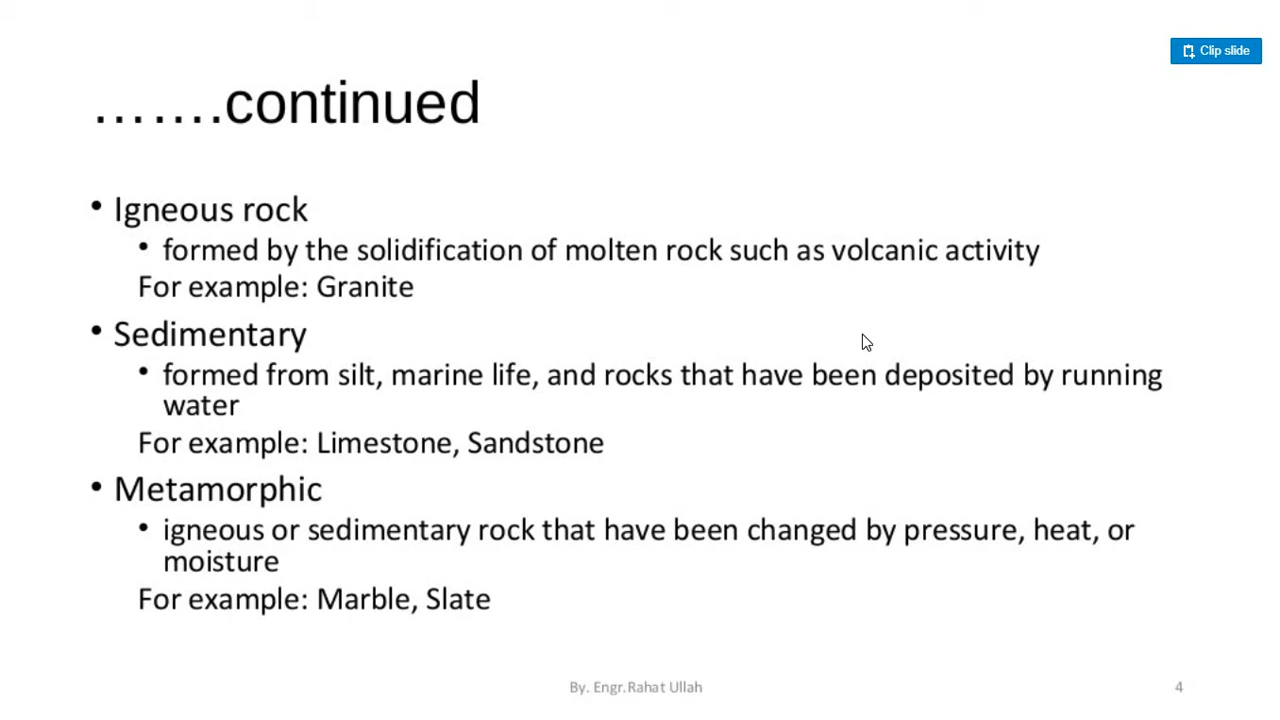 Clip slide
…….continued
• Igneous rock
• formed by the solidification of molten rock such as volcanic activity
For example: Granite
• Sedimentary
• formed from silt, marine life, and rocks that have been deposited by running
water
For example: Limestone, Sandstone
• Metamorphic
• igneous or sedimentary rock that have been changed by pressure, heat, or
moisture
For example: Marble, Slate
By. Engr.Rahat Ullah
4